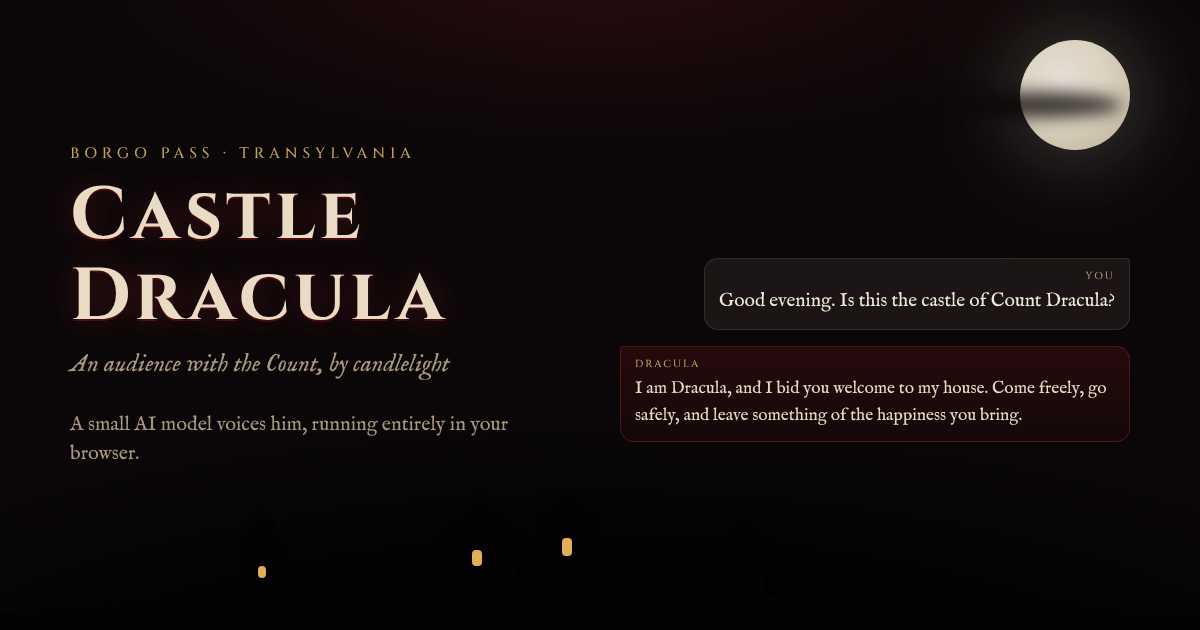 BORGO PASS · TRANSYLVANIA
CASTLE
DRACULA
An audience with the Count, by candlelight
A small AI model voices him, running entirely in your
browser.
YOU
Good evening. Is this the castle of Count Dracula?
DRACULA
I am Dracula, and I bid you welcome to my house. Come freely, go
safely, and leave something of the happiness you bring.